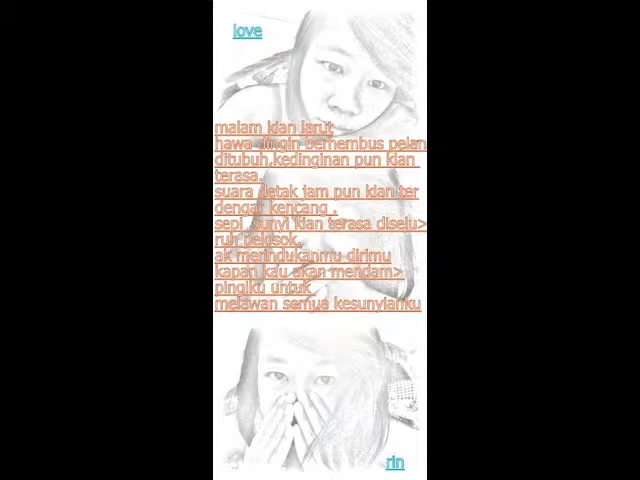 love
malam kian larut
hawa dingin berhembus pelan
ditubuh,kedinginan pun kian
terasa.
suara detak jam pun kian ter
dengar kencang .
sepi sunyi kian terasa diselu>
ruh pelosok.
ak merindukanmu dirimu
kapan kau akan mendam>
pingiku untuk
melawan semua kesunyianku
rin